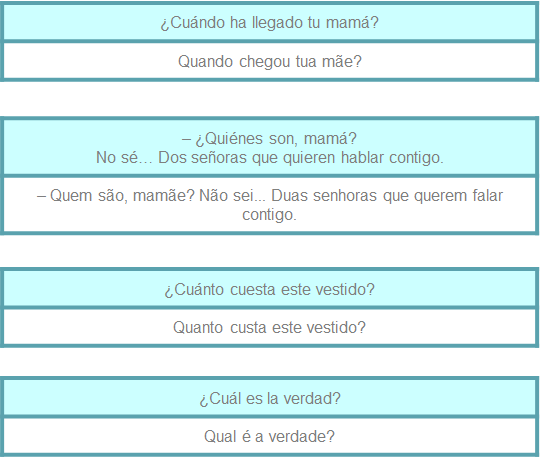 ¿Cuándo ha llegado tu mamá?
Quando chegou tua mãe?
– ¿Quiénes son, mamá?
No sé... Dos señoras que quieren hablar contigo.
– Quem são, mamãe? Não sei... Duas senhoras que querem falar
contigo.
¿Cuánto cuesta este vestido?
Quanto custa este vestido?
¿Cuál es la verdad?
Qual é a verdade?